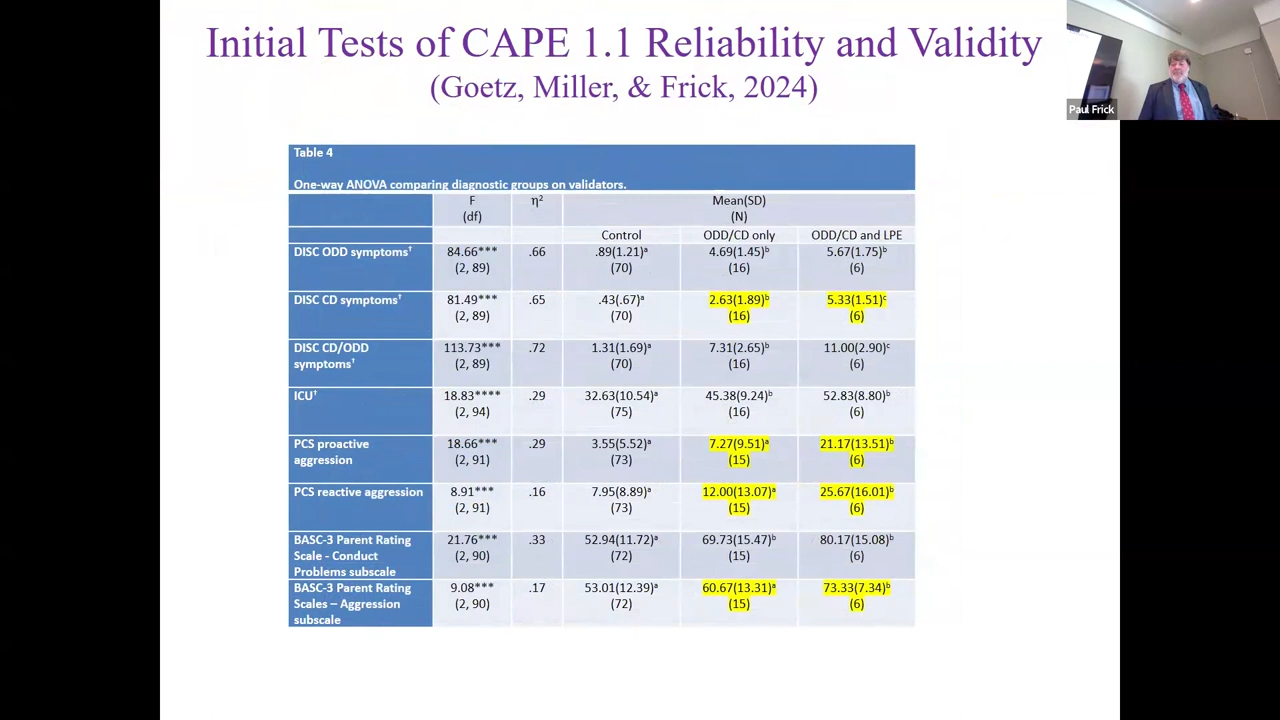 Initial Tests of CAPE 1.1 Reliability and Validity
(Goetz, Miller, & Frick, 2024)
Paul Frick
Table 4
One-way ANOVA comparing diagnostic groups on validators.
F η² Mean(SD)
(df) (N)
Control ODD/CD only ODD/CD and LPE
DISC ODD symptoms† 84.66*** .66 .89(1.21)ᵃ 4.69(1.45)ᵇ 5.67(1.75)ᵇ
(2, 89) (70) (16) (6)
DISC CD symptoms† 81.49*** .65 .43(.67)ᵃ 2.63(1.89)ᵇ 5.33(1.51)ᶜ
(2, 89) (70) (16) (6)
DISC CD/ODD 113.73*** .72 1.31(1.69)ᵃ 7.31(2.65)ᵇ 11.00(2.90)ᶜ
symptoms† (2, 89) (70) (16) (6)
ICU† 18.83**** .29 32.63(10.54)ᵃ 45.38(9.24)ᵇ 52.83(8.80)ᵇ
(2, 94) (75) (16) (6)
PCS proactive 18.66*** .29 3.55(5.52)ᵃ 7.27(9.51)ᵃ 21.17(13.51)ᵇ
aggression (2, 91) (73) (15) (6)
PCS reactive aggression 8.91*** .16 7.95(8.89)ᵃ 12.00(13.07)ᵃ 25.67(16.01)ᵇ
(2, 91) (73) (15) (6)
BASC-3 Parent Rating 21.76*** .33 52.94(11.72)ᵃ 69.73(15.47)ᵇ 80.17(15.08)ᵇ
Scale - Conduct (2, 90) (72) (15) (6)
Problems subscale
BASC-3 Parent Rating 9.08*** .17 53.01(12.39)ᵃ 60.67(13.31)ᵃ 73.33(7.34)ᵇ
Scales – Aggression (2, 90) (72) (15) (6)
subscale